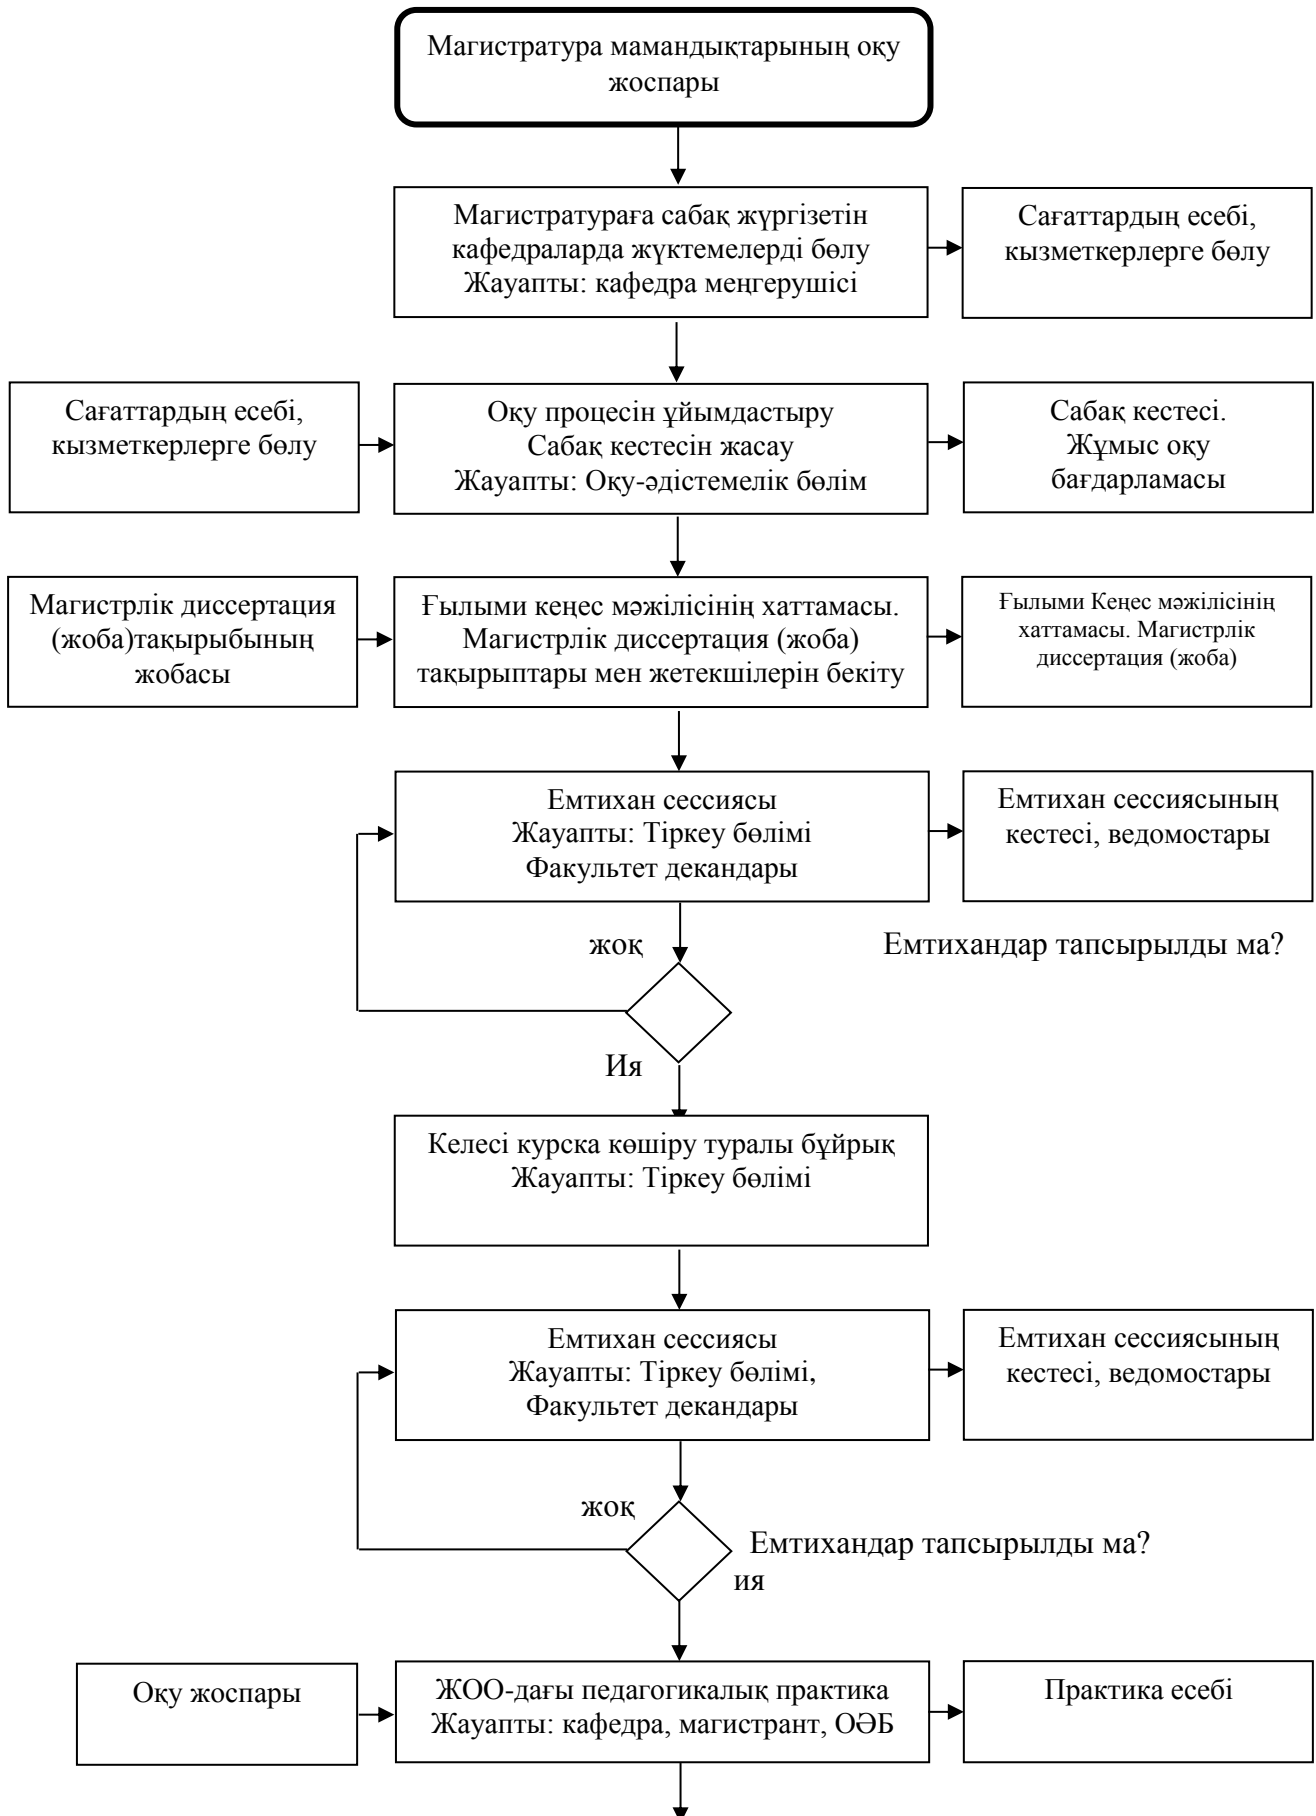 Магистратура мамандықтарының оқу
жоспары
Магистратураға сабақ жүргізетін
кафедраларда жүктемелерді бөлу
Жауапты: кафедра меңгерушісі
Сағаттардың есебі,
кызметкерлерге бөлу
Сағаттардың есебі,
кызметкерлерге бөлу
Оқу процесін ұйымдастыру
Сабақ кестесін жасау
Жауапты: Оқу-әдістемелік бөлім
Сабақ кестесі.
Жұмыс оқу
бағдарламасы
Магистрлік диссертация
(жоба)тақырыбының
жобасы
Ғылыми кеңес мәжілісінің хаттамасы.
Магистрлік диссертация (жоба)
тақырыптары мен жетекшілерін бекіту
Ғылыми Кеңес мәжілісінің
хаттамасы. Магистрлік
диссертация (жоба)
Емтихан сессиясы
Жауапты: Тіркеу бөлімі
Факультет декандары
Емтихан сессиясының
кестесі, ведомостары
жоқ
Емтихандар тапсырылды ма?
Ия
Келесі курска көшіру туралы бұйрық
Жауапты: Тіркеу бөлімі
Емтихан сессиясы
Жауапты: Тіркеу бөлімі,
Факультет декандары
Емтихан сессиясының
кестесі, ведомостары
жоқ
Емтихандар тапсырылды ма?
ия
Оқу жоспары
ЖОО-дағы педагогикалық практика
Жауапты: кафедра, магистрант, ОӘБ
Практика есебі